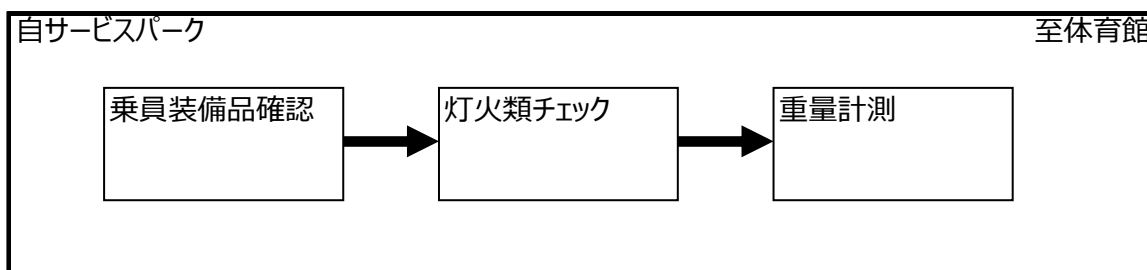 自サービスパーク
至体育館
乗員装備品確認
灯火類チェック
重量計測